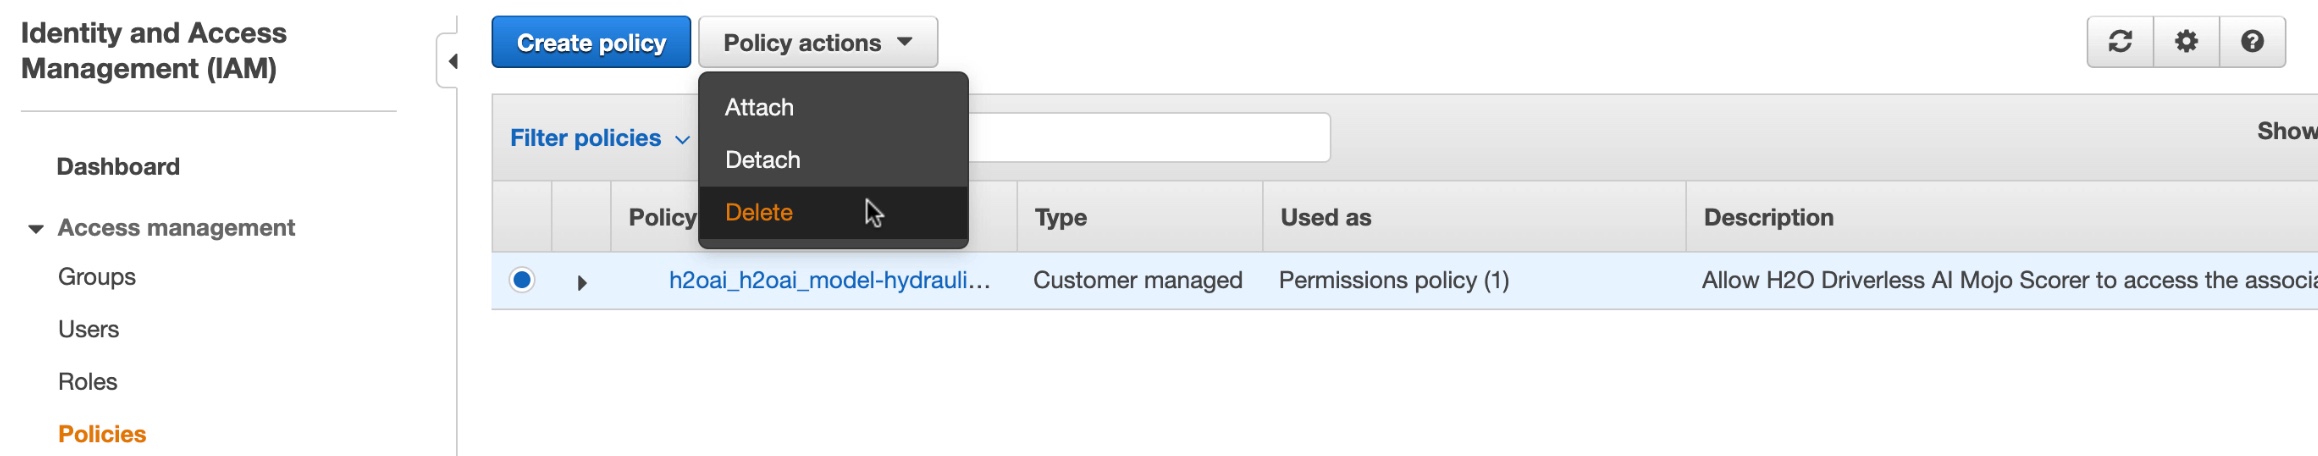 Identity and Access
Management (IAM)
Dashboard
Access management
Groups
Users
Roles
Policies
Create policy
Policy actions
Attach
Detach
Delete
Filter policies
Show
Policy
Type
Used as
Description
h2oai_h2oai_model-hydrauli...
Customer managed
Permissions policy (1)
Allow H2O Driverless AI Mojo Scorer to access the associa